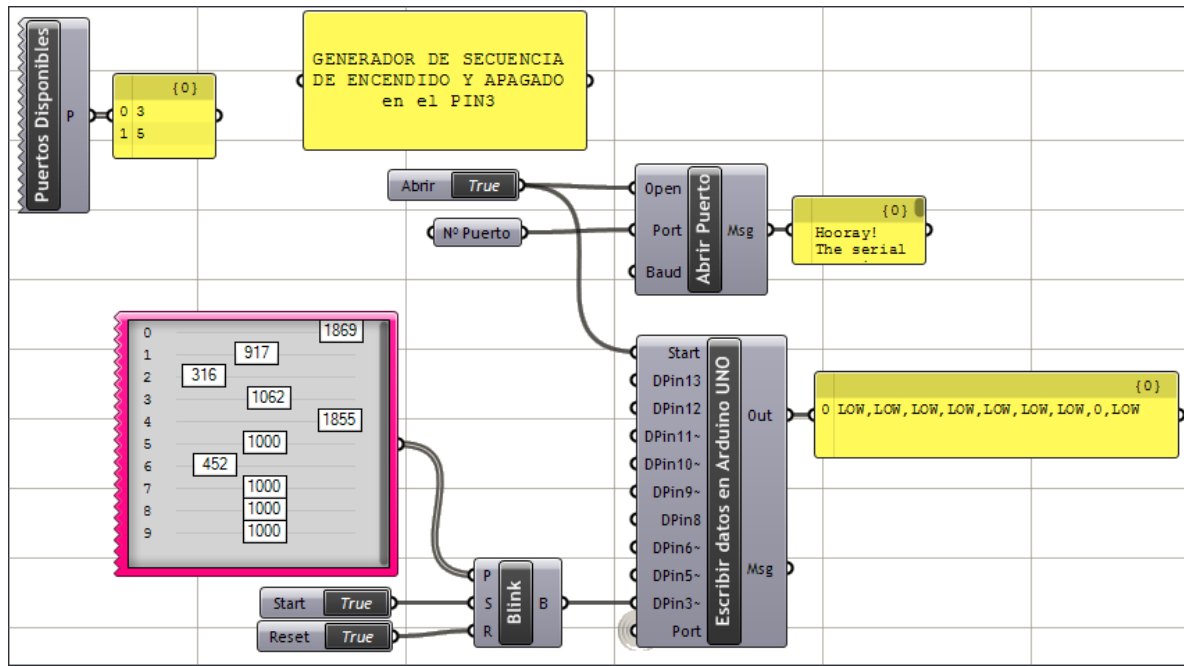 Puertos Disponibles
P
{0}
0 3
1 5
GENERADOR DE SECUENCIA
DE ENCENDIDO Y APAGADO
en el PIN3
Abrir True
Nº Puerto
Open
Port
Baud
Abrir Puerto
Msg
{0}
Hooray!
The serial
0 1869
1 917
2 316
3 1062
4 1855
5 1000
6 452
7 1000
8 1000
9 1000
Start True
Reset True
P
S
R
Blink
B
Start
DPin13
DPin12
DPin11~
DPin10~
DPin9~
DPin8
DPin6~
DPin5~
DPin3~
Port
Escribir datos en Arduino UNO
Out
Msg
{0}
0 LOW,LOW,LOW,LOW,LOW,LOW,LOW,0,LOW